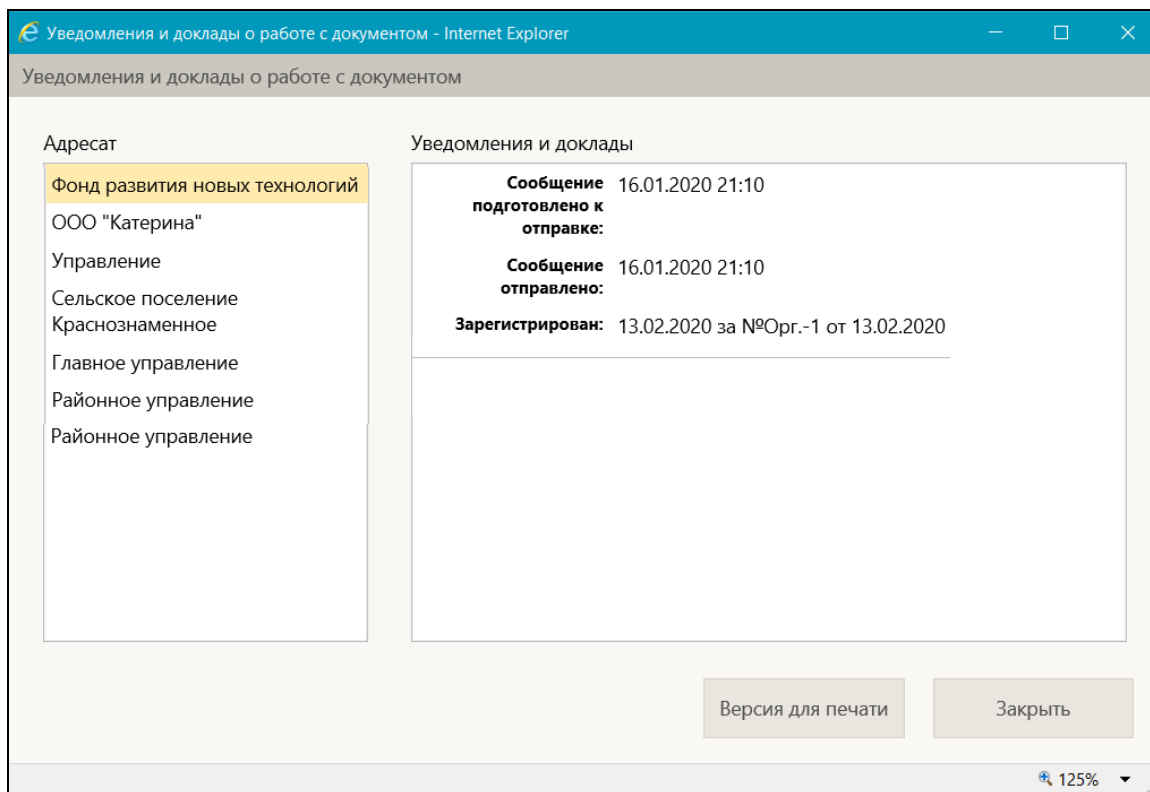 Уведомления и доклады о работе с документом - Internet Explorer
Уведомления и доклады о работе с документом
Адресат
Фонд развития новых технологий
ООО "Катерина"
Управление
Сельское поселение
Краснознаменное
Главное управление
Районное управление
Районное управление
Уведомления и доклады
Сообщение 16.01.2020 21:10
подготовлено к
отправке:
Сообщение 16.01.2020 21:10
отправлено:
Зарегистрирован: 13.02.2020 за №Орг.-1 от 13.02.2020
Версия для печати
Закрыть
125%